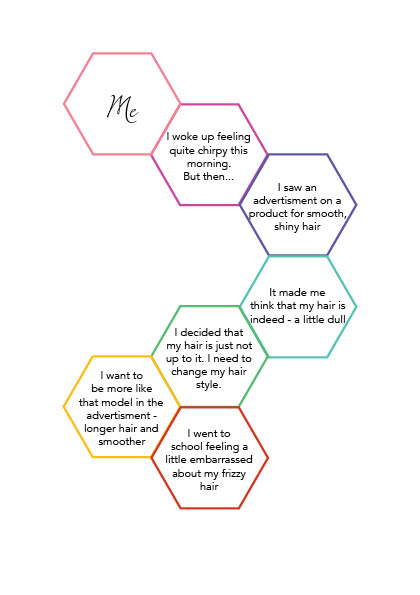 Me
I woke up feeling
quite chirpy this
morning.
But then...
I saw an
advertisment on a
product for smooth,
shiny hair
It made me
think that my hair is
indeed - a little dull
I decided that
my hair is just not
up to it. I need to
change my hair
style.
I want to
be more like
that model in the
advertisment -
longer hair and
smoother
I went to
school feeling a
little embarrassed
about my frizzy
hair